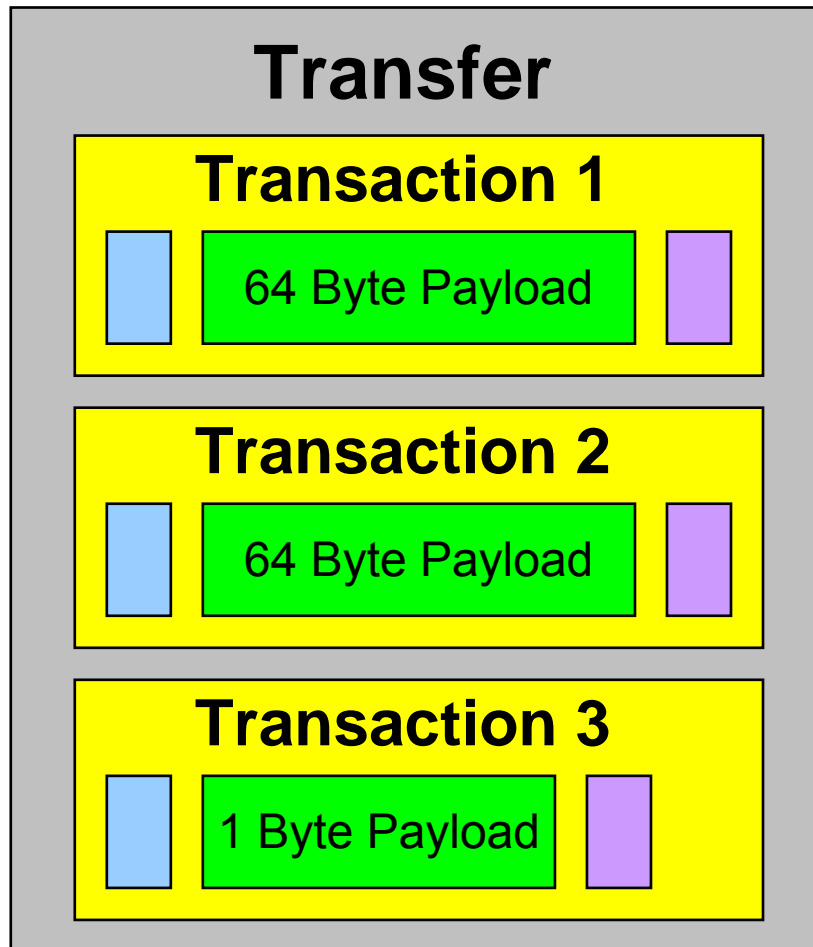 Transfer
Transaction 1
64 Byte Payload
Transaction 2
64 Byte Payload
Transaction 3
1 Byte Payload